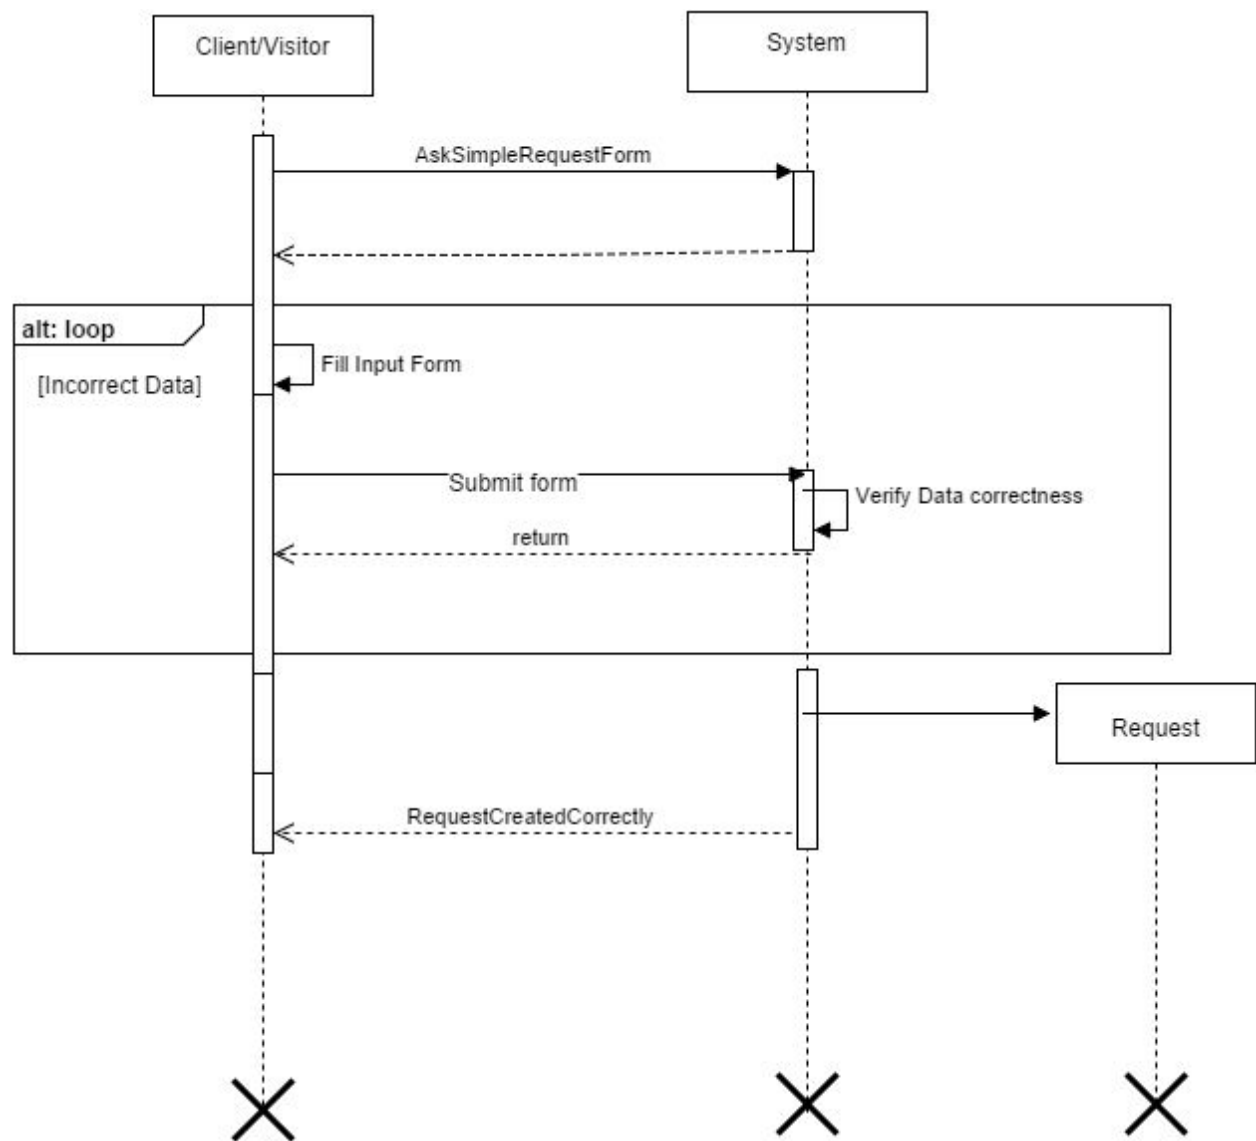 Client/Visitor
System
AskSimpleRequestForm
alt: loop
Fill Input Form
[Incorrect Data]
Submit form
Verify Data correctness
return
Request
RequestCreatedCorrectly